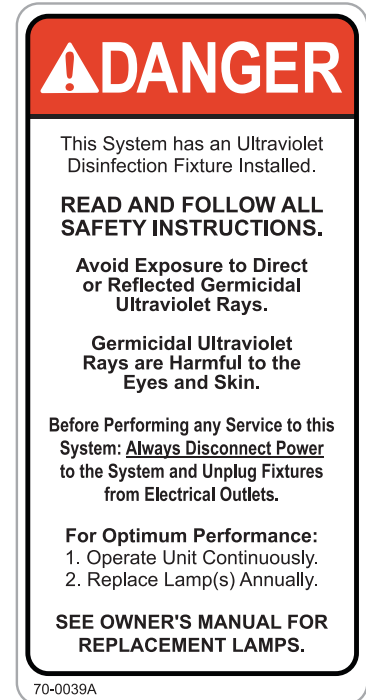 DANGER
This System has an Ultraviolet
Disinfection Fixture Installed.
READ AND FOLLOW ALL
SAFETY INSTRUCTIONS.
Avoid Exposure to Direct
or Reflected Germicidal
Ultraviolet Rays.
Germicidal Ultraviolet
Rays are Harmful to the
Eyes and Skin.
Before Performing any Service to this
System: Always Disconnect Power
to the System and Unplug Fixtures
from Electrical Outlets.
For Optimum Performance:
1. Operate Unit Continuously.
2. Replace Lamp(s) Annually.
SEE OWNER'S MANUAL FOR
REPLACEMENT LAMPS.
70-0039A